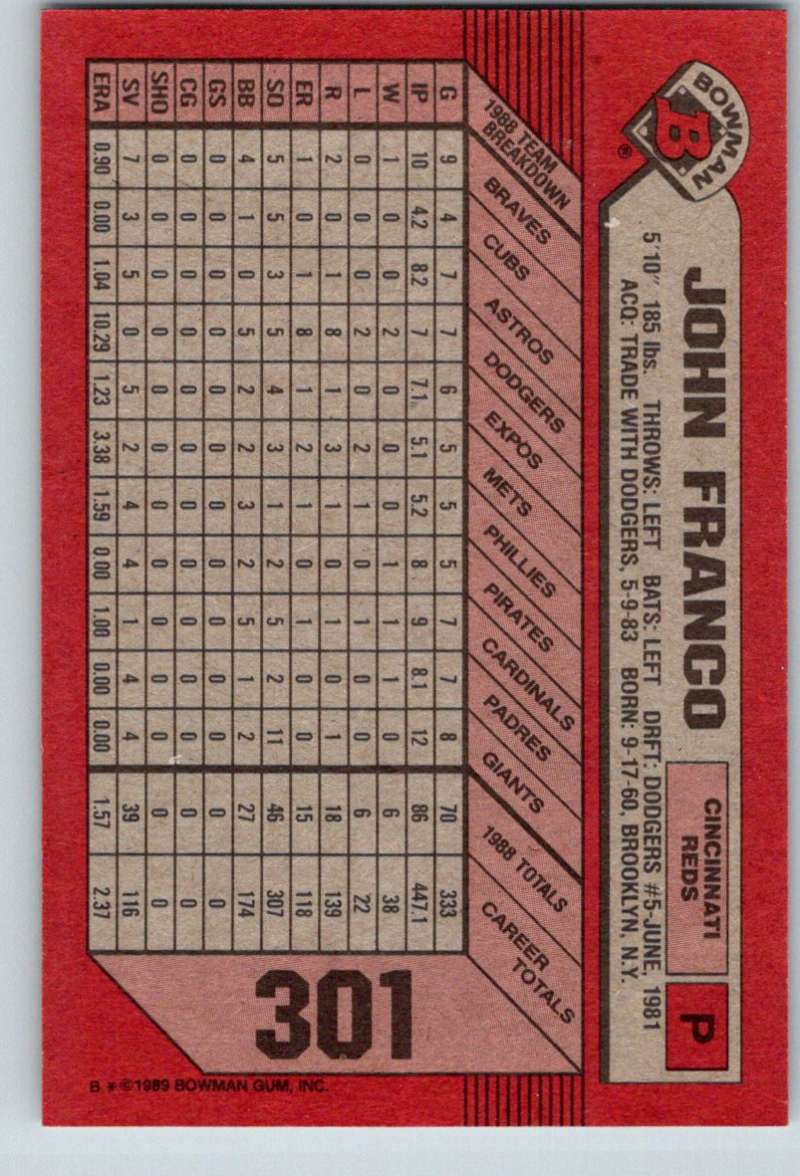 BOWMAN
B
®
JOHN FRANCO
CINCINNATI
REDS
P
5'10" 185 lbs. THROWS: LEFT BATS: LEFT DRFT: DODGERS #5-JUNE, 1981
ACQ: TRADE WITH DODGERS, 5-9-83 BORN: 9-17-60, BROOKLYN, N.Y.
1988 TEAM
BREAKDOWN
BRAVES
CUBS
ASTROS
DODGERS
EXPOS
METS
PHILLIES
PIRATES
CARDINALS
PADRES
GIANTS
1988 TOTALS
CAREER
TOTALS
G 9 4 7 7 6 5 5 5 7 7 8 70 333
IP 10 4.2 8.2 7 7.1 5.1 5.2 8 9 8.1 12 86 447.1
W 1 0 0 2 0 0 0 1 1 1 0 6 38
L 0 0 0 2 0 2 1 0 1 0 0 6 22
R 2 0 1 8 1 3 1 0 1 0 1 18 139
ER 1 0 1 8 1 2 1 0 1 0 0 15 118
SO 5 5 3 5 4 3 1 2 5 2 11 46 307
BB 4 1 0 5 2 2 3 2 5 1 2 27 174
GS 0 0 0 0 0 0 0 0 0 0 0 0 0
CG 0 0 0 0 0 0 0 0 0 0 0 0 0
SHO 0 0 0 0 0 0 0 0 0 0 0 0 0
SV 7 3 5 0 5 2 4 4 1 4 4 39 116
ERA 0.90 0.00 1.04 10.29 1.23 3.38 1.59 0.00 1.00 0.00 0.00 1.57 2.37
301
B * ©1989 BOWMAN GUM, INC.